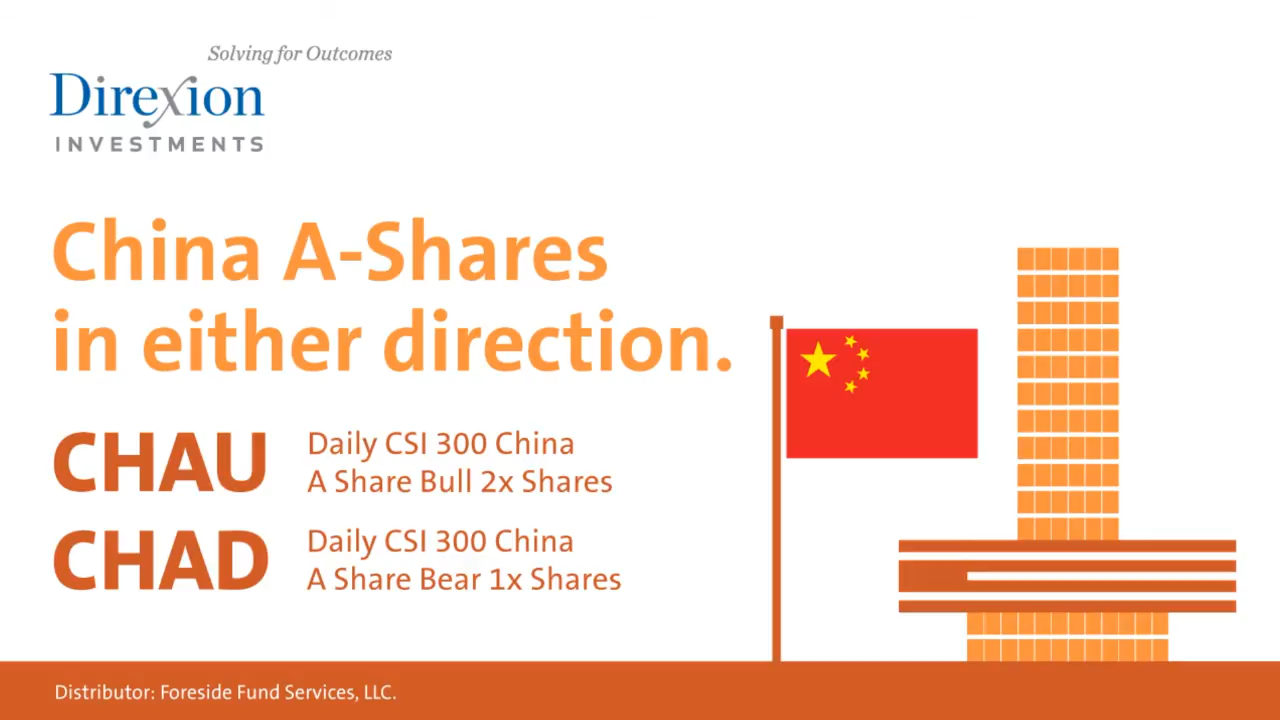 Solving for Outcomes
Direxion
INVESTMENTS
China A-Shares
in either direction.
CHAU
Daily CSI 300 China
A Share Bull 2x Shares
CHAD
Daily CSI 300 China
A Share Bear 1x Shares
Distributor: Foreside Fund Services, LLC.